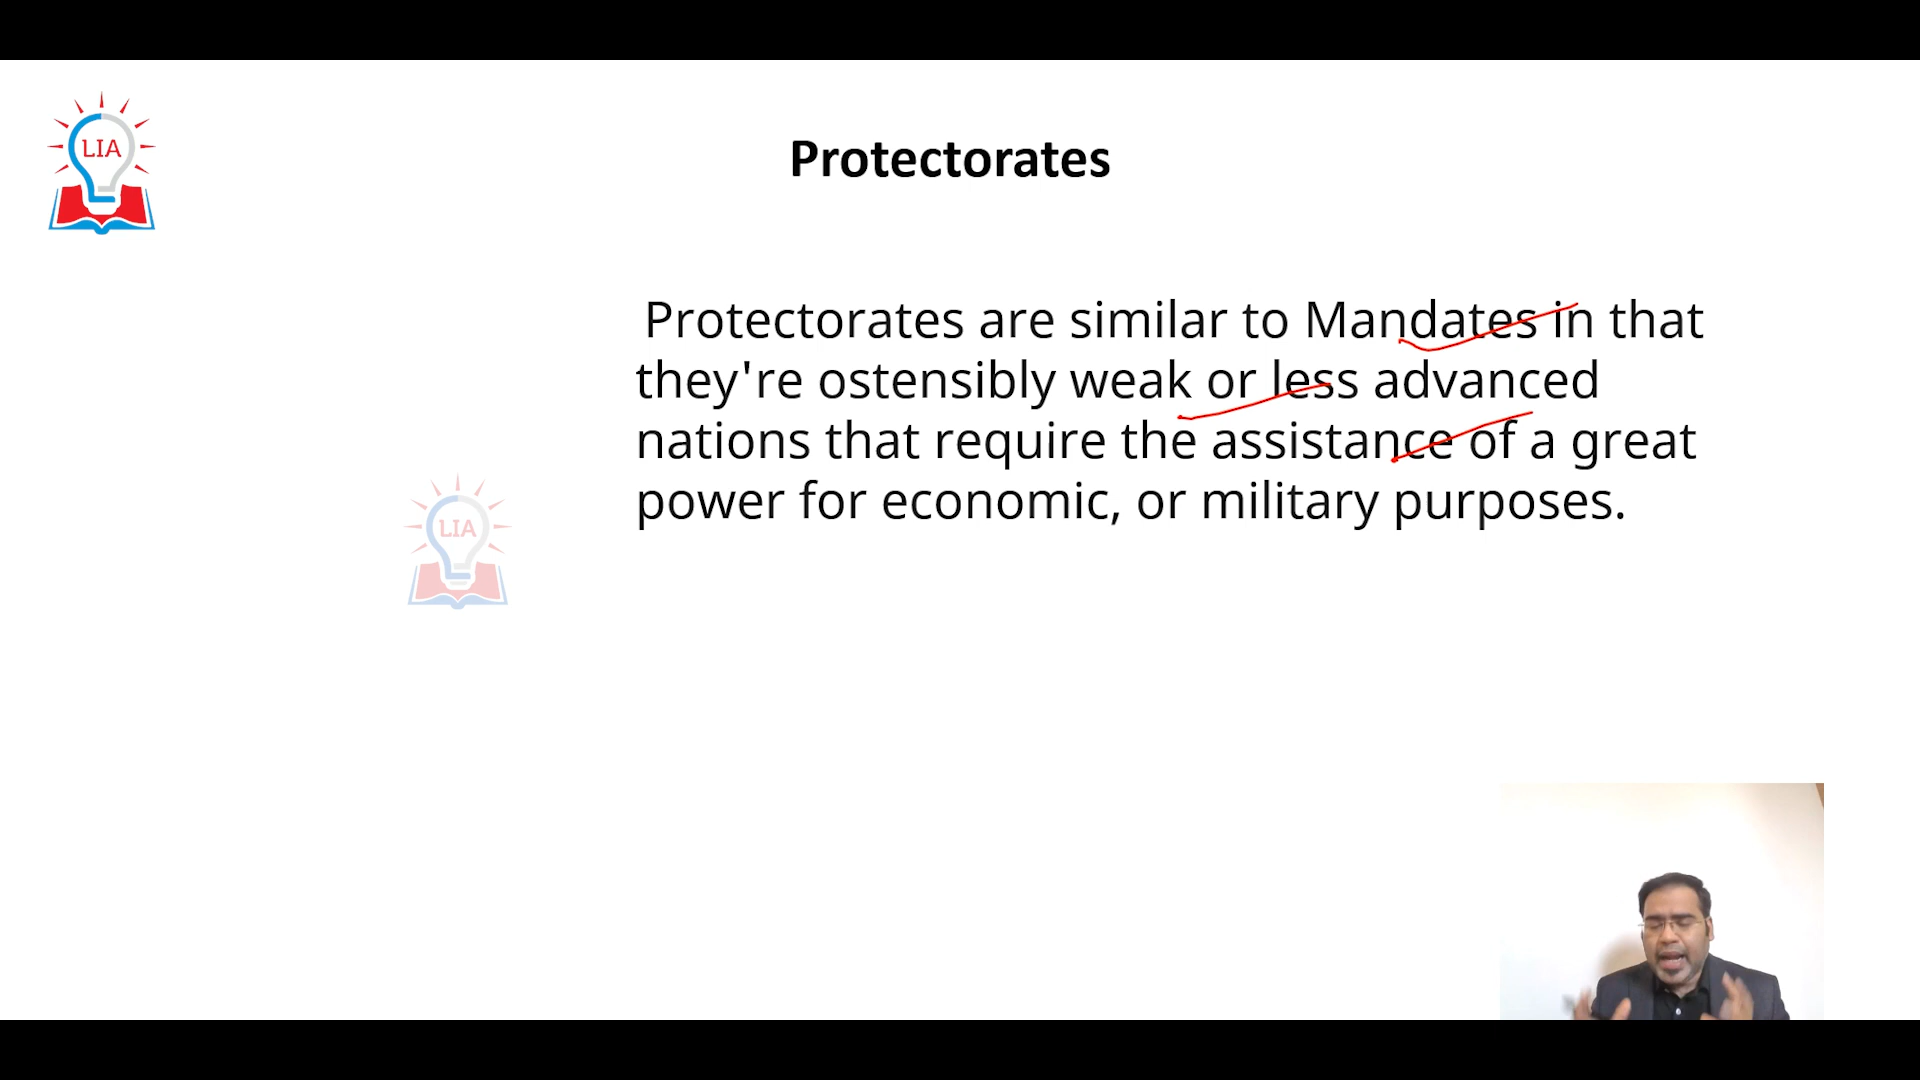 LIA
Protectorates
Protectorates are similar to Mandates in that
they're ostensibly weak or less advanced
nations that require the assistance of a great
power for economic, or military purposes.
LIA